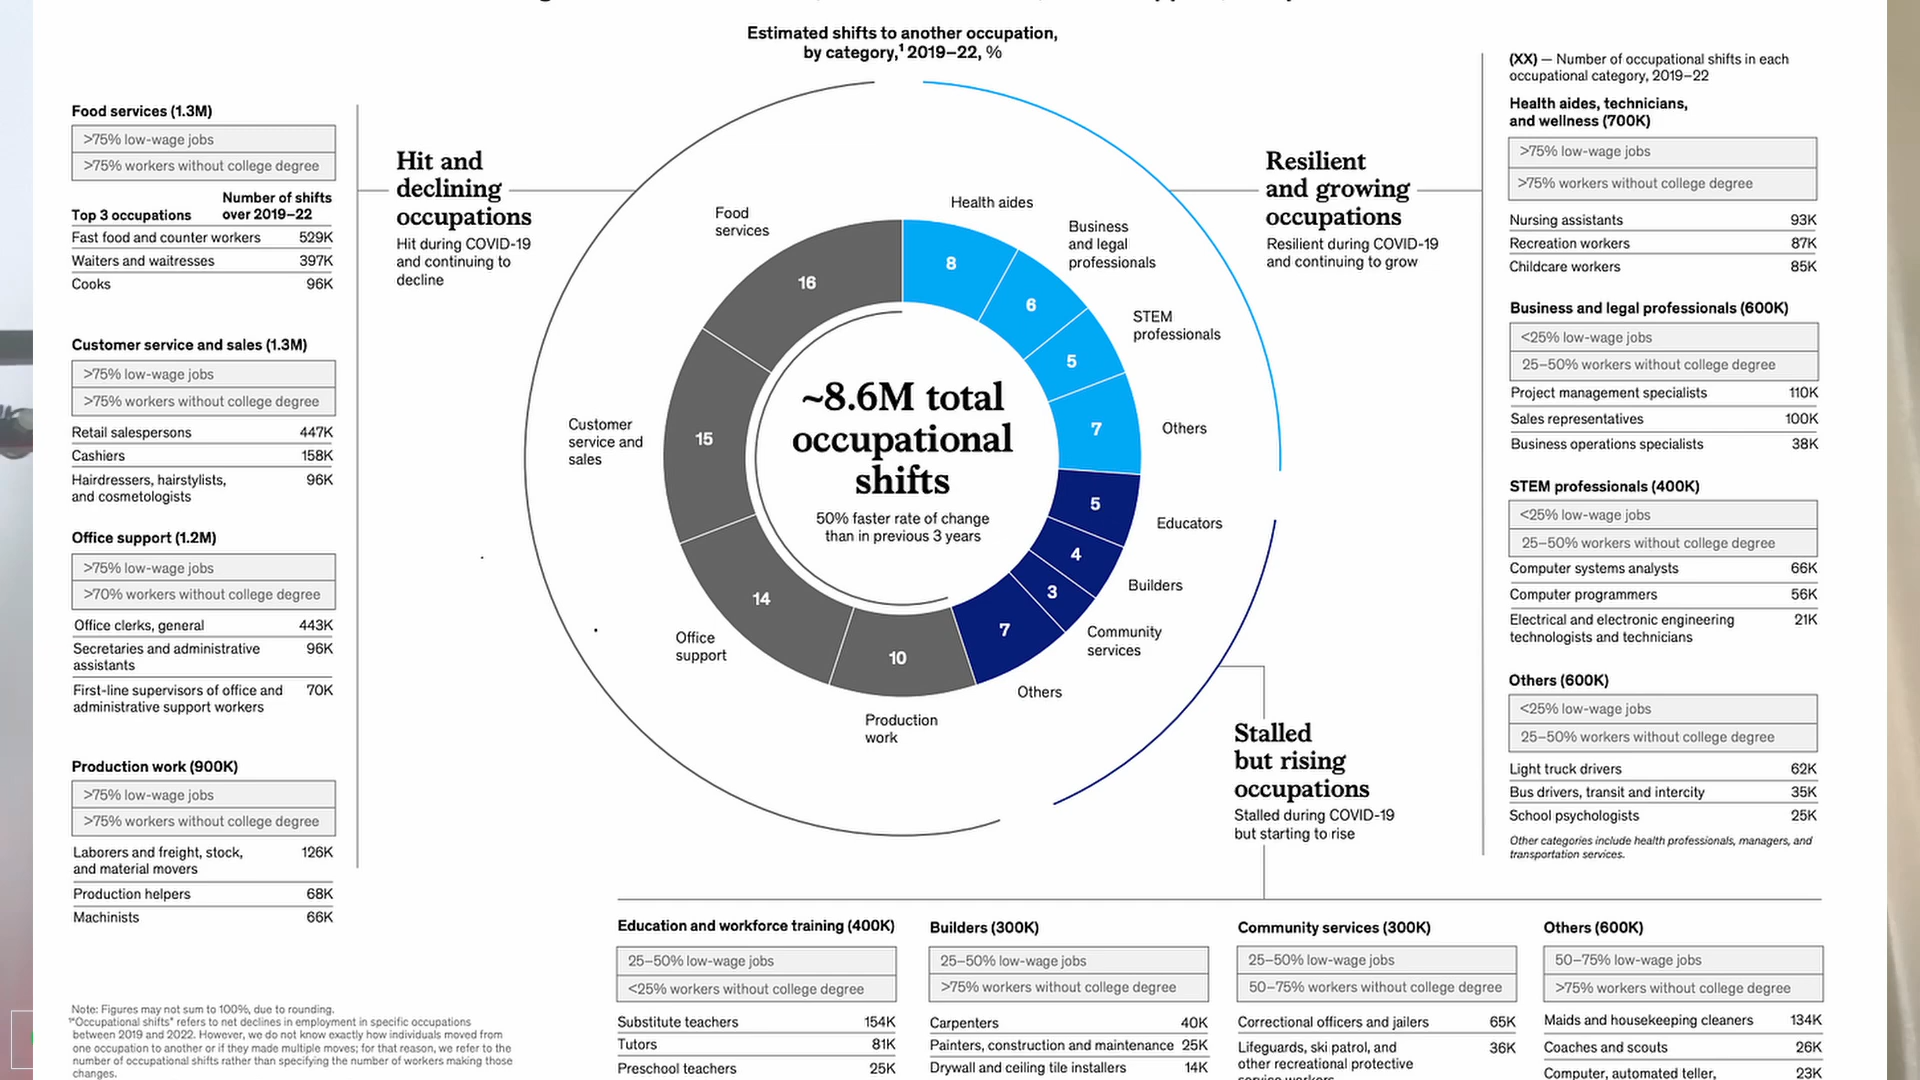 Estimated shifts to another occupation,
by category,¹ 2019–22, %
Food services (1.3M)
>75% low-wage jobs
>75% workers without college degree
Top 3 occupations
Number of shifts
over 2019–22
Fast food and counter workers 529K
Waiters and waitresses 397K
Cooks 96K
Customer service and sales (1.3M)
>75% low-wage jobs
>75% workers without college degree
Retail salespersons 447K
Cashiers 158K
Hairdressers, hairstylists, 96K
and cosmetologists
Office support (1.2M)
>75% low-wage jobs
>70% workers without college degree
Office clerks, general 443K
Secretaries and administrative 96K
assistants
First-line supervisors of office and 70K
administrative support workers
Production work (900K)
>75% low-wage jobs
>75% workers without college degree
Laborers and freight, stock, 126K
and material movers
Production helpers 68K
Machinists 66K
Note: Figures may not sum to 100%, due to rounding.
¹"Occupational shifts" refers to net declines in employment in specific occupations
between 2019 and 2022. However, we do not know exactly how individuals moved from
one occupation to another or if they made multiple moves; for that reason, we refer to the
number of occupational shifts rather than specifying the number of workers making those
changes.
Hit and
declining
occupations
Hit during COVID-19
and continuing to
decline
Food
services
16
Customer
service and
sales
15
Office
support
14
Production
work
10
~8.6M total
occupational
shifts
50% faster rate of change
than in previous 3 years
Health aides
8
Business
and legal
professionals
6
STEM
professionals
5
Others
7
Educators
5
Builders
4
Community
services
3
Others
7
Resilient
and growing
occupations
Resilient during COVID-19
and continuing to grow
Stalled
but rising
occupations
Stalled during COVID-19
but starting to rise
(XX) — Number of occupational shifts in each
occupational category, 2019–22
Health aides, technicians,
and wellness (700K)
>75% low-wage jobs
>75% workers without college degree
Nursing assistants 93K
Recreation workers 87K
Childcare workers 85K
Business and legal professionals (600K)
<25% low-wage jobs
25–50% workers without college degree
Project management specialists 110K
Sales representatives 100K
Business operations specialists 38K
STEM professionals (400K)
<25% low-wage jobs
25–50% workers without college degree
Computer systems analysts 66K
Computer programmers 56K
Electrical and electronic engineering 21K
technologists and technicians
Others (600K)
<25% low-wage jobs
25–50% workers without college degree
Light truck drivers 62K
Bus drivers, transit and intercity 35K
School psychologists 25K
Other categories include health professionals, managers, and
transportation services.
Education and workforce training (400K)
25–50% low-wage jobs
<25% workers without college degree
Substitute teachers 154K
Tutors 81K
Preschool teachers 25K
Builders (300K)
25–50% low-wage jobs
>75% workers without college degree
Carpenters 40K
Painters, construction and maintenance 25K
Drywall and ceiling tile installers 14K
Community services (300K)
25–50% low-wage jobs
50–75% workers without college degree
Correctional officers and jailers 65K
Lifeguards, ski patrol, and 36K
other recreational protective
service workers
Others (600K)
50–75% low-wage jobs
>75% workers without college degree
Maids and housekeeping cleaners 134K
Coaches and scouts 26K
Computer, automated teller, 23K